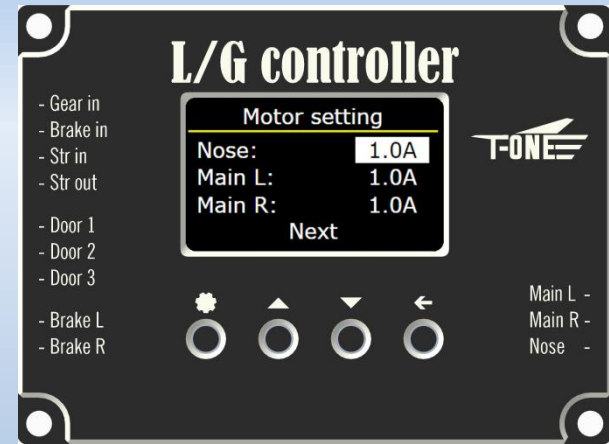 L/G controller
- Gear in
- Brake in
- Str in
- Str out
- Door 1
- Door 2
- Door 3
- Brake L
- Brake R
Motor setting
Nose: 1.0A
Main L: 1.0A
Main R: 1.0A
Next
T-ONE
Main L -
Main R -
Nose -